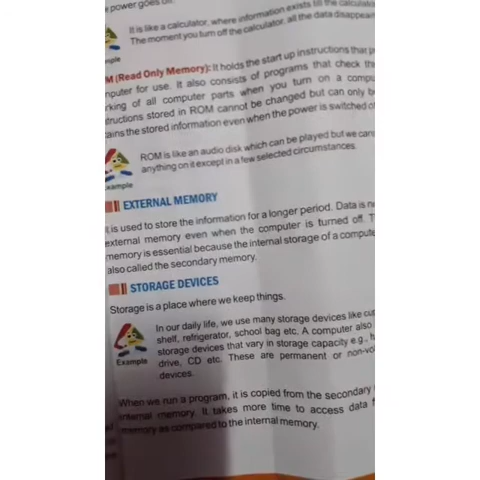 power goes off.
It is like a calculator, where information exists till the calculator
The moment you turn off the calculator, all the data disappears
M (Read Only Memory): It holds the start up instructions that
mputer for use. It also consists of programs that check the
rking of all computer parts when you turn on a compu
tructions stored in ROM cannot be changed but can only b
tains the stored information even when the power is switched of
ROM is like an audio disk which can be played but we can
anything on it except in a few selected circumstances.
Example
EXTERNAL MEMORY
It is used to store the information for a longer period. Data is n
external memory even when the computer is turned off. T
memory is essential because the internal storage of a compute
also called the secondary memory.
STORAGE DEVICES
Storage is a place where we keep things.
In our daily life, we use many storage devices like cup
shelf, refrigerator, school bag etc. A computer also
storage devices that vary in storage capacity e.g., h
Example
drive, CD etc. These are permanent or non-vol
devices.
When we run a program, it is copied from the secondary
internal memory. It takes more time to access data f
memory as compared to the internal memory.